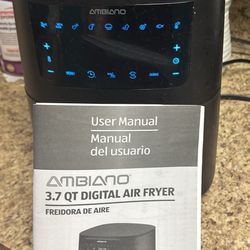 AMBIANO
User Manual
Manual
del usuario
AMBIANO
3.7 QT DIGITAL AIR FRYER
FREIDORA DE AIRE